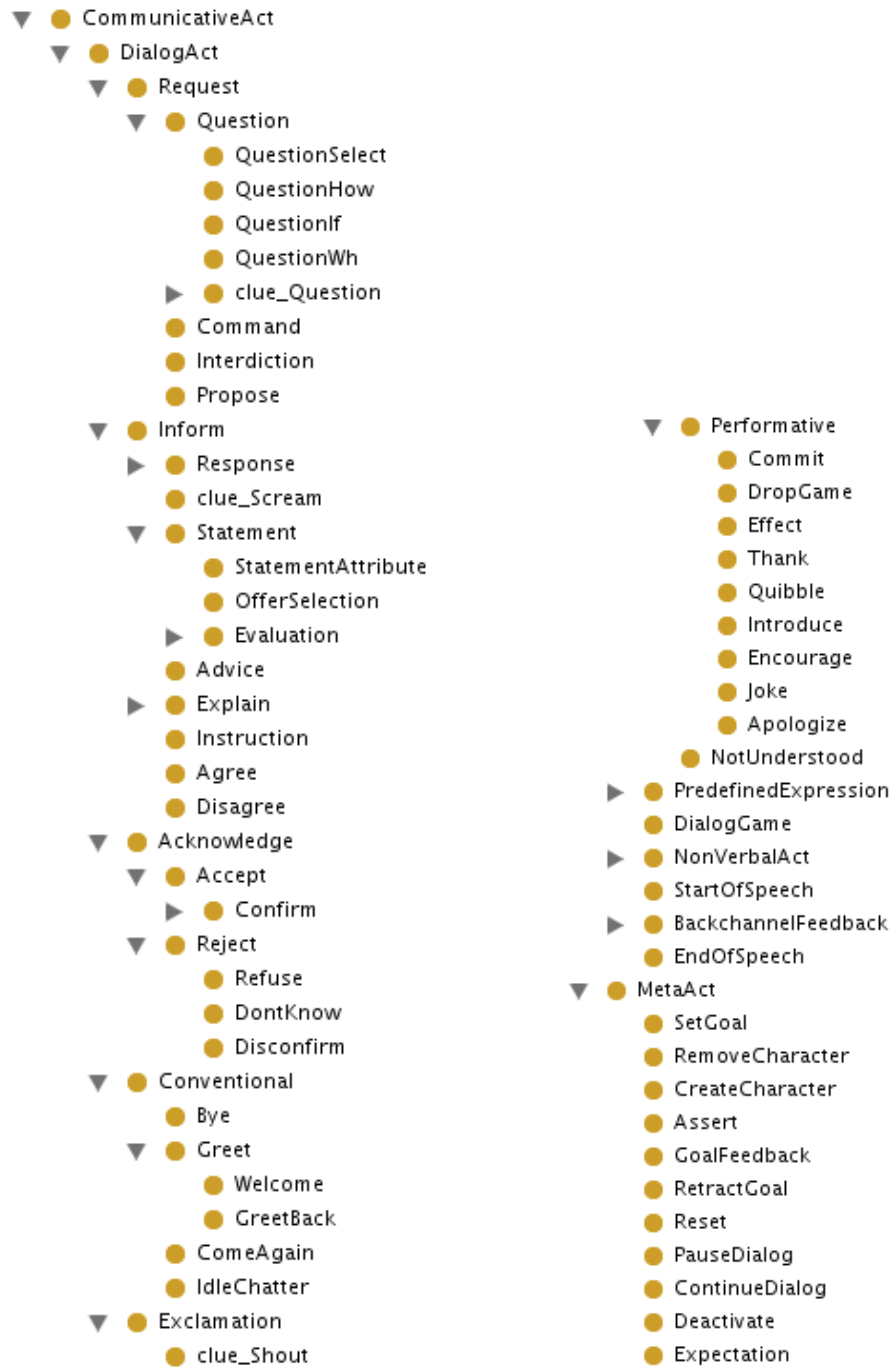 CommunicativeAct
DialogAct
Request
Question
QuestionSelect
QuestionHow
QuestionIf
QuestionWh
clue_Question
Command
Interdiction
Propose
Inform
Response
clue_Scream
Statement
StatementAttribute
OfferSelection
Evaluation
Advice
Explain
Instruction
Agree
Disagree
Acknowledge
Accept
Confirm
Reject
Refuse
DontKnow
Disconfirm
Conventional
Bye
Greet
Welcome
GreetBack
ComeAgain
IdleChatter
Exclamation
clue_Shout
Performative
Commit
DropGame
Effect
Thank
Quibble
Introduce
Encourage
Joke
Apologize
NotUnderstood
PredefinedExpression
DialogGame
NonVerbalAct
StartOfSpeech
BackchannelFeedback
EndOfSpeech
MetaAct
SetGoal
RemoveCharacter
CreateCharacter
Assert
GoalFeedback
RetractGoal
Reset
PauseDialog
ContinueDialog
Deactivate
Expectation